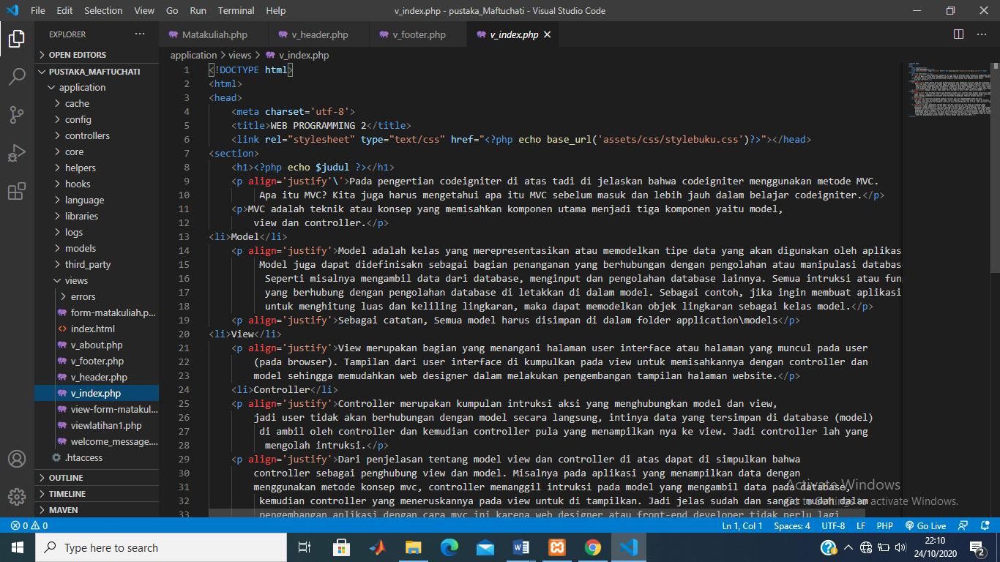 File Edit Selection View Go Run Terminal Help v_index.php - pustaka_Maftuchati - Visual Studio Code
EXPLORER
Matakuliah.php v_header.php v_footer.php v_index.php
OPEN EDITORS
PUSTAKA_MAFTUCHATI
application
cache
config
controllers
core
helpers
hooks
language
libraries
logs
models
third_party
views
errors
form-matakuliah.p...
index.html
v_about.php
v_footer.php
v_header.php
v_index.php
view-form-matakul...
viewlatihan1.php
welcome_message....
.htaccess
OUTLINE
TIMELINE
MAVEN
application > views > v_index.php
1 <!DOCTYPE html>
2 <html>
3 <head>
4 <meta charset='utf-8'>
5 <title>WEB PROGRAMMING 2</title>
6 <link rel="stylesheet" type="text/css" href="<?php echo base_url('assets/css/stylebuku.css')?>"></head>
7 <section>
8 <h1><?php echo $judul ?></h1>
9 <p align='justify'\'>Pada pengertian codeigniter di atas tadi di jelaskan bahwa codeigniter menggunakan metode MVC.
10 Apa itu MVC? Kita juga harus mengetahui apa itu MVC sebelum masuk dan lebih jauh dalam belajar codeigniter.</p>
11 <p>MVC adalah teknik atau konsep yang memisahkan komponen utama menjadi tiga komponen yaitu model,
12 view dan controller.</p>
13 <li>Model</li>
14 <p align='justify'>Model adalah kelas yang merepresentasikan atau memodelkan tipe data yang akan digunakan oleh aplikas
15 Model juga dapat didefinisakn sebagai bagian penanganan yang berhubungan dengan pengolahan atau manipulasi database
16 Seperti misalnya mengambil data dari database, menginput dan pengolahan database lainnya. Semua intruksi atau fun
17 yang berhubung dengan pengolahan database di letakkan di dalam model. Sebagai contoh, jika ingin membuat aplikasi
18 untuk menghitung luas dan keliling lingkaran, maka dapat memodelkan objek lingkaran sebagai kelas model.</p>
19 <p align='justify'>Sebagai catatan, Semua model harus disimpan di dalam folder application\models</p>
20 <li>View</li>
21 <p align='justify'>View merupakan bagian yang menangani halaman user interface atau halaman yang muncul pada user
22 (pada browser). Tampilan dari user interface di kumpulkan pada view untuk memisahkannya dengan controller dan
23 model sehingga memudahkan web designer dalam melakukan pengembangan tampilan halaman website.</p>
24 <li>Controller</li>
25 <p align='justify'>Controller merupakan kumpulan intruksi aksi yang menghubungkan model dan view,
26 jadi user tidak akan berhubungan dengan model secara langsung, intinya data yang tersimpan di database (model)
27 di ambil oleh controller dan kemudian controller pula yang menampilkan nya ke view. Jadi controller lah yang
28 mengolah intruksi.</p>
29 <p align='justify'>Dari penjelasan tentang model view dan controller di atas dapat di simpulkan bahwa
30 controller sebagai penghubung view dan model. Misalnya pada aplikasi yang menampilkan data dengan
31 menggunakan metode konsep mvc, controller memanggil intruksi pada model yang mengambil data pada database,
32 kemudian controller yang meneruskannya pada view untuk di tampilkan. Jadi jelas sudah dan sangat mudah dalam
33 pengembangan aplikasi dengan cara mvc ini karena web designer atau front-end developer tidak perlu lagi
Activate Windows
Go to Settings to activate Windows.
0 0 Ln 1, Col 1 Spaces: 4 UTF-8 LF PHP Go Live
Type here to search
22:10
24/10/2020
2